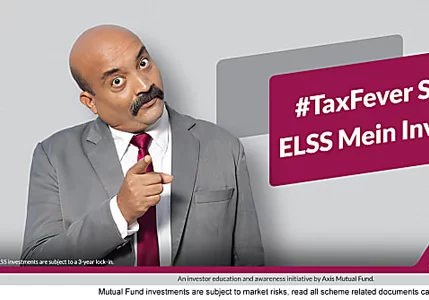 #TaxFever S
ELSS Mein Inv
SS investments are subject to a 3-year lock-in.
An investor education and awareness initiative by Axis Mutual Fund.
Mutual Fund investments are subject to market risks, read all scheme related documents ca